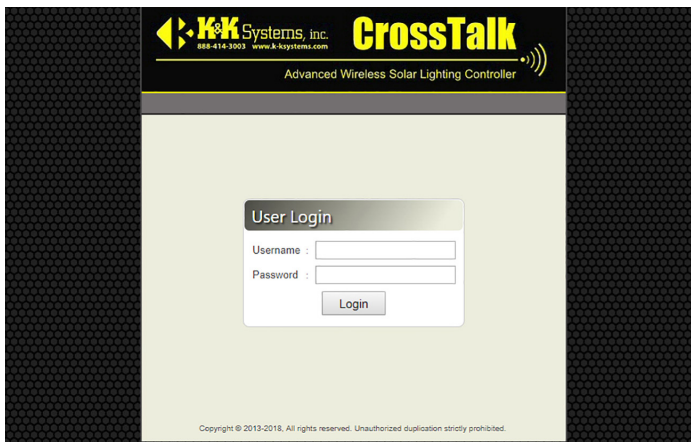 K&K Systems, inc.
888-414-3003 www.k-ksystems.com
CrossTalk
Advanced Wireless Solar Lighting Controller
User Login
Username :
Password :
Login
Copyright © 2013-2018, All rights reserved. Unauthorized duplication strictly prohibited.